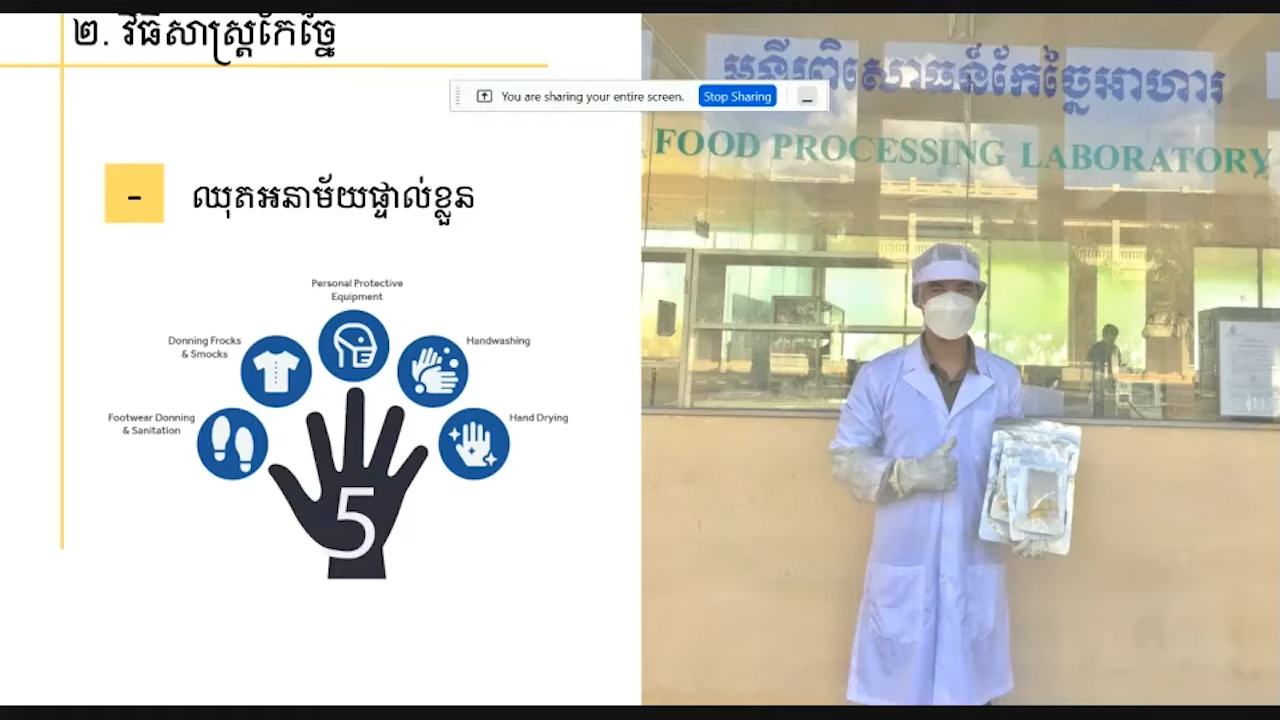 ២. វិធីសាស្ត្រកែច្នៃ
You are sharing your entire screen.
Stop Sharing
មន្ទីរពិសោធន៍កែច្នៃអាហារ
FOOD PROCESSING LABORATORY
-
ឈុតអនាម័យផ្ទាល់ខ្លួន
Personal Protective
Equipment
Donning Frocks
& Smocks
Handwashing
Footwear Donning
& Sanitation
Hand Drying
5